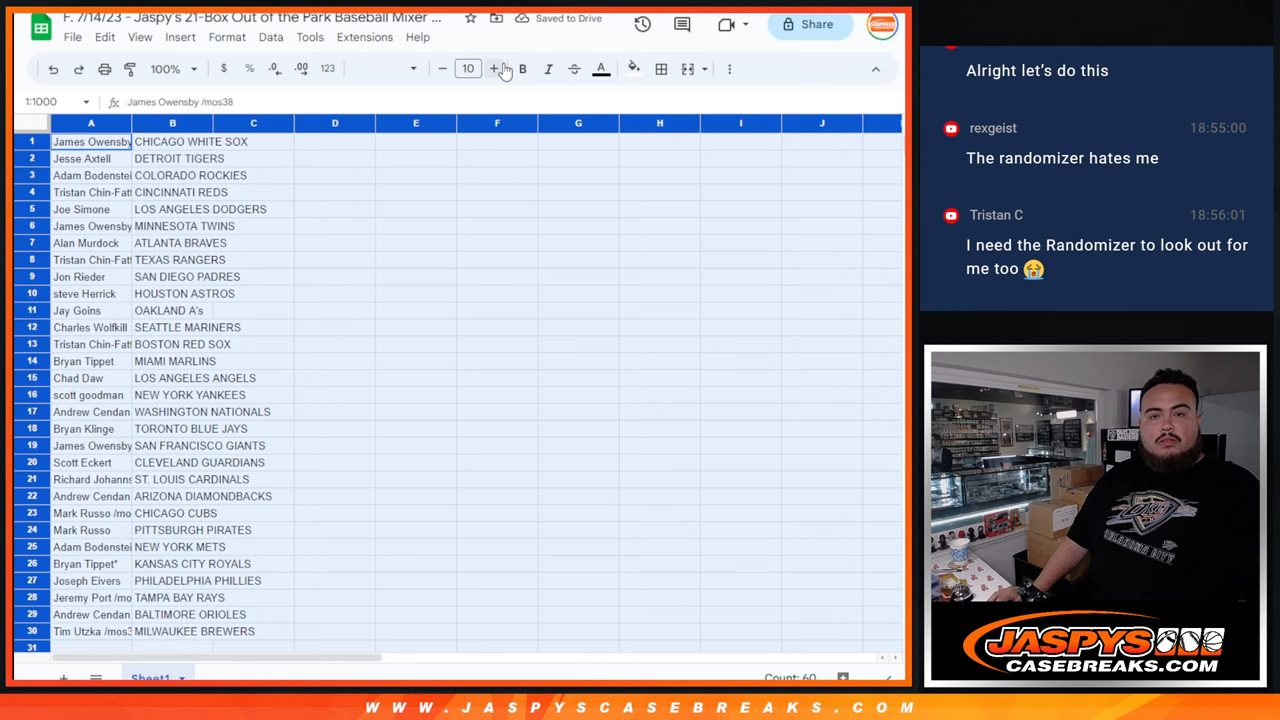 F. 7/14/23 - Jaspy's 21-Box Out of the Park Baseball Mixer ...
Saved to Drive
Share
File Edit View Insert Format Data Tools Extensions Help
100% $ % .0 .00 123 10 B I S A
1:1000 fx James Owensby /mos38
A B C D E F G H I J
1 James Owensby CHICAGO WHITE SOX
2 Jesse Axtell DETROIT TIGERS
3 Adam Bodenstei COLORADO ROCKIES
4 Tristan Chin-Fatt CINCINNATI REDS
5 Joe Simone LOS ANGELES DODGERS
6 James Owensby MINNESOTA TWINS
7 Alan Murdock ATLANTA BRAVES
8 Tristan Chin-Fatt TEXAS RANGERS
9 Jon Rieder SAN DIEGO PADRES
10 steve Herrick HOUSTON ASTROS
11 Jay Goins OAKLAND A's
12 Charles Wolfkill SEATTLE MARINERS
13 Tristan Chin-Fatt BOSTON RED SOX
14 Bryan Tippet MIAMI MARLINS
15 Chad Daw LOS ANGELES ANGELS
16 scott goodman NEW YORK YANKEES
17 Andrew Cendan WASHINGTON NATIONALS
18 Bryan Klinge TORONTO BLUE JAYS
19 James Owensby SAN FRANCISCO GIANTS
20 Scott Eckert CLEVELAND GUARDIANS
21 Richard Johanns ST. LOUIS CARDINALS
22 Andrew Cendan ARIZONA DIAMONDBACKS
23 Mark Russo /mo CHICAGO CUBS
24 Mark Russo PITTSBURGH PIRATES
25 Adam Bodenstei NEW YORK METS
26 Bryan Tippet* KANSAS CITY ROYALS
27 Joseph Eivers PHILADELPHIA PHILLIES
28 Jeremy Port /mo TAMPA BAY RAYS
29 Andrew Cendan BALTIMORE ORIOLES
30 Tim Utzka /mos3 MILWAUKEE BREWERS
31
Sheet1 Count: 60
Alright let's do this
rexgeist 18:55:00
The randomizer hates me
Tristan C 18:56:01
I need the Randomizer to look out for
me too 😭
OKC
OKLAHOMA CITY
JASPYS
CASEBREAKS.COM
WWW.JASPYSCASEBREAKS.COM